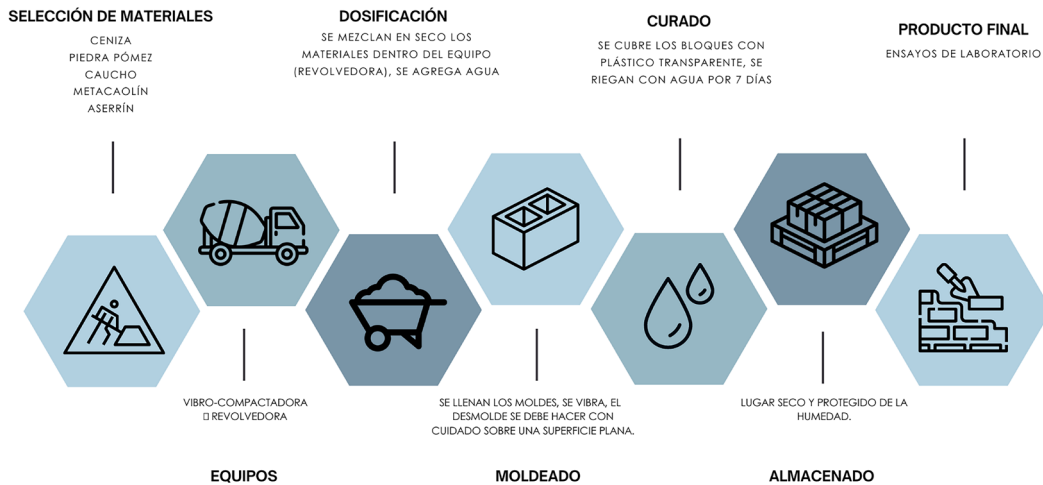 SELECCIÓN DE MATERIALES
CENIZA
PIEDRA PÓMEZ
CAUCHO
METACAOLÍN
ASERRÍN
DOSIFICACIÓN
SE MEZCLAN EN SECO LOS
MATERIALES DENTRO DEL EQUIPO
(REVOLVEDORA), SE AGREGA AGUA
CURADO
SE CUBRE LOS BLOQUES CON
PLÁSTICO TRANSPARENTE, SE
RIEGAN CON AGUA POR 7 DÍAS
PRODUCTO FINAL
ENSAYOS DE LABORATORIO
VIBRO-COMPACTADORA
▯ REVOLVEDORA
EQUIPOS
SE LLENAN LOS MOLDES, SE VIBRA, EL
DESMOLDE SE DEBE HACER CON
CUIDADO SOBRE UNA SUPERFICIE PLANA.
MOLDEADO
LUGAR SECO Y PROTEGIDO DE LA
HUMEDAD.
ALMACENADO